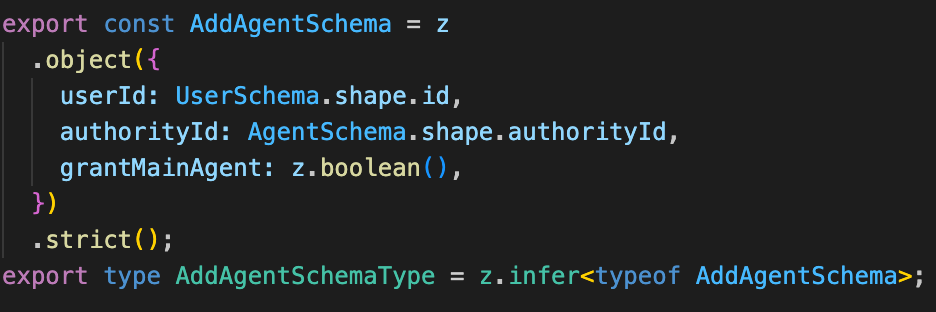 export const AddAgentSchema = z
  .object({
    userId: UserSchema.shape.id,
    authorityId: AgentSchema.shape.authorityId,
    grantMainAgent: z.boolean(),
  })
  .strict();
export type AddAgentSchemaType = z.infer<typeof AddAgentSchema>;